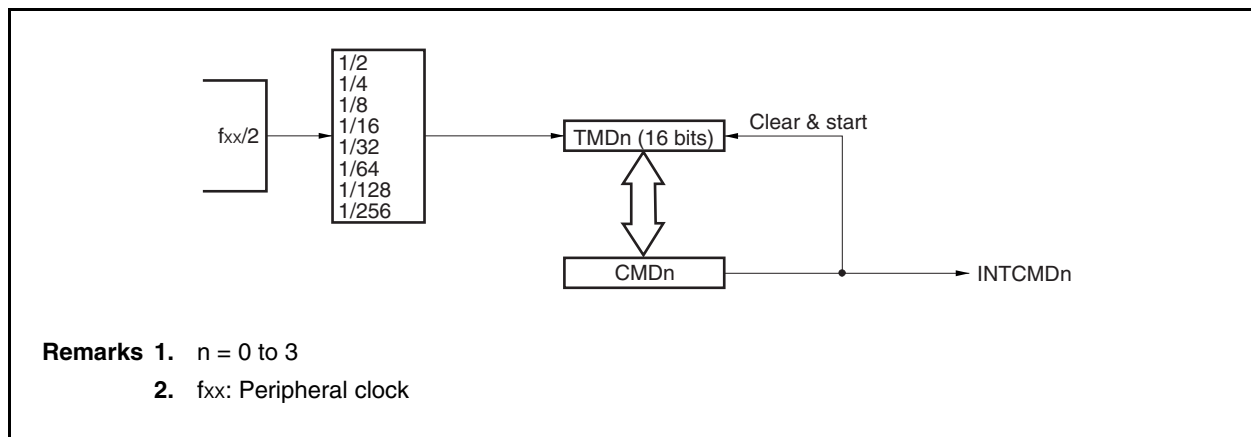 1/2
1/4
1/8
1/16
1/32
1/64
1/128
1/256
fxx/2
TMDn (16 bits)
Clear & start
CMDn
INTCMDn
Remarks 1. n = 0 to 3
2. fxx: Peripheral clock